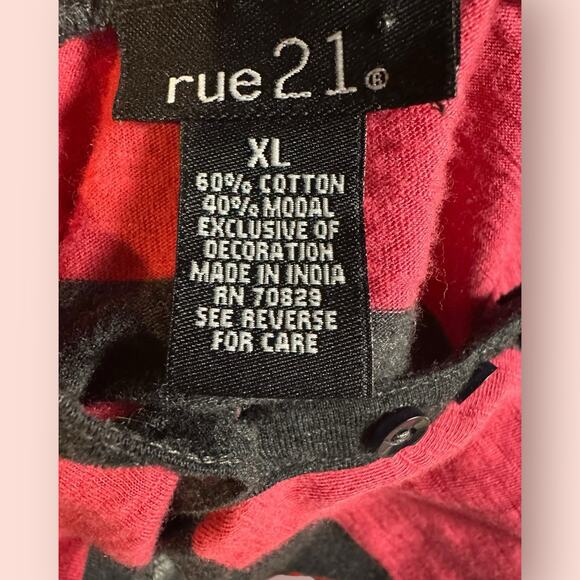 rue21®
XL
60% COTTON
40% MODAL
EXCLUSIVE OF
DECORATION
MADE IN INDIA
RN 70829
SEE REVERSE
FOR CARE